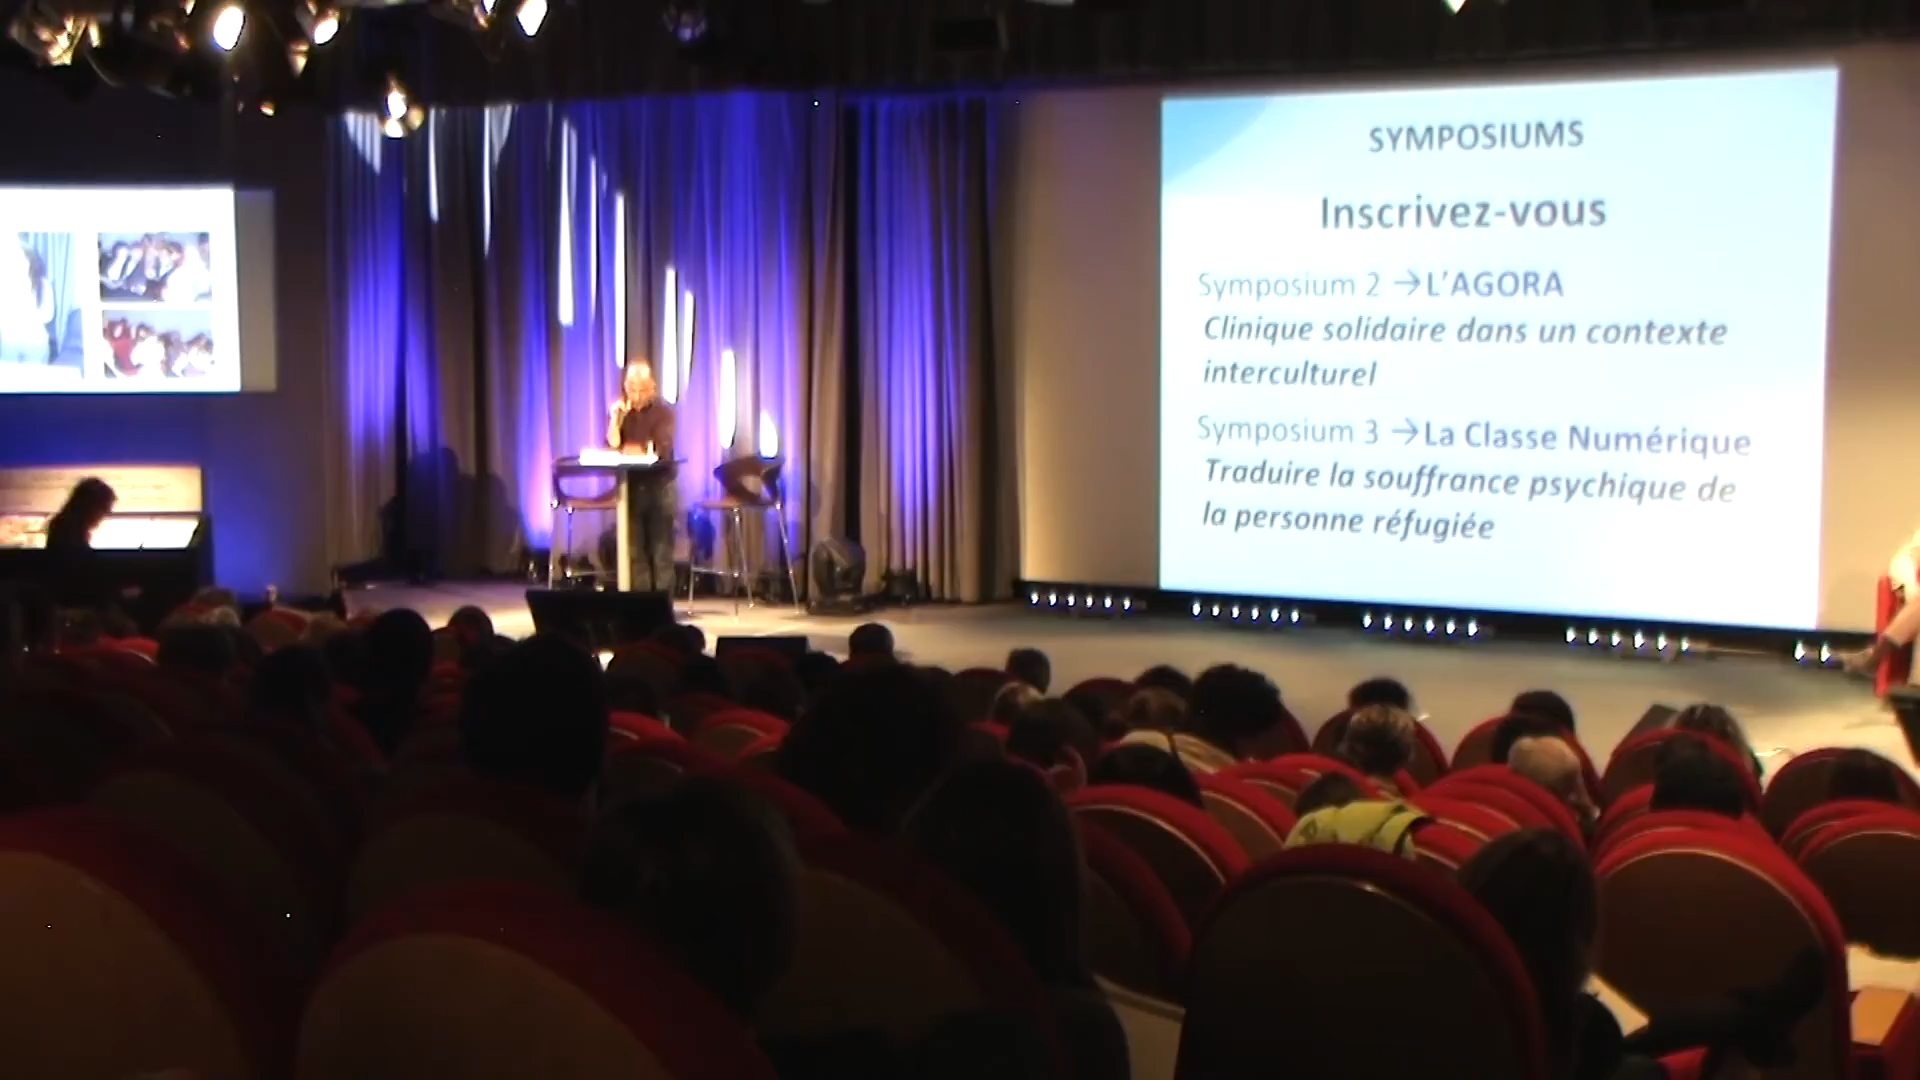 SYMPOSIUMS
Inscrivez-vous
Symposium 2 →L'AGORA
Clinique solidaire dans un contexte
interculturel
Symposium 3 →La Classe Numérique
Traduire la souffrance psychique de
la personne réfugiée